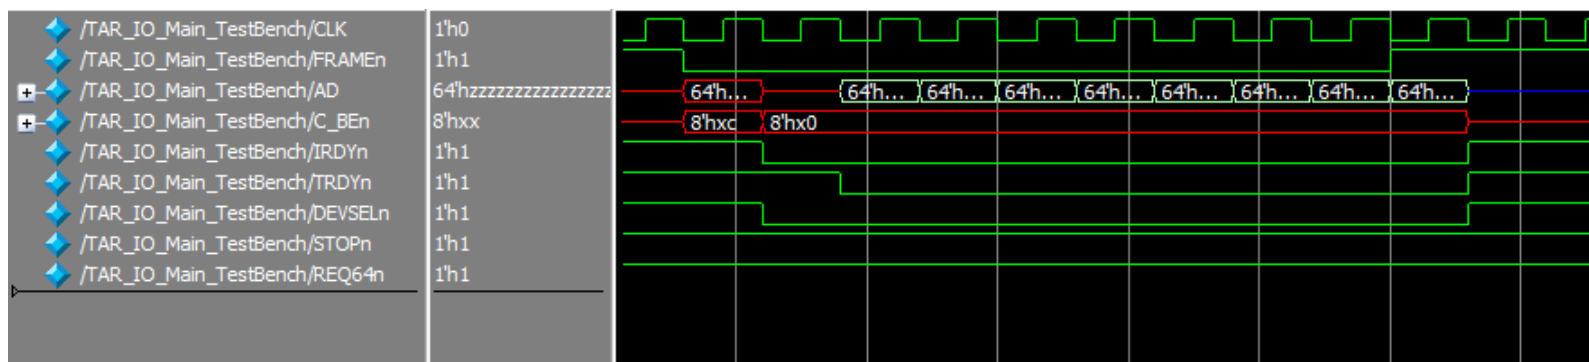 /TAR_IO_Main_TestBench/CLK 1'h0
/TAR_IO_Main_TestBench/FRAMEn 1'h1
/TAR_IO_Main_TestBench/AD 64'hzzzzzzzzzzzzzzzz 64'h... 64'h... 64'h... 64'h... 64'h... 64'h... 64'h... 64'h... 64'h...
/TAR_IO_Main_TestBench/C_BEn 8'hxx 8'hxc 8'hx0
/TAR_IO_Main_TestBench/IRDYn 1'h1
/TAR_IO_Main_TestBench/TRDYn 1'h1
/TAR_IO_Main_TestBench/DEVSELn 1'h1
/TAR_IO_Main_TestBench/STOPn 1'h1
/TAR_IO_Main_TestBench/REQ64n 1'h1